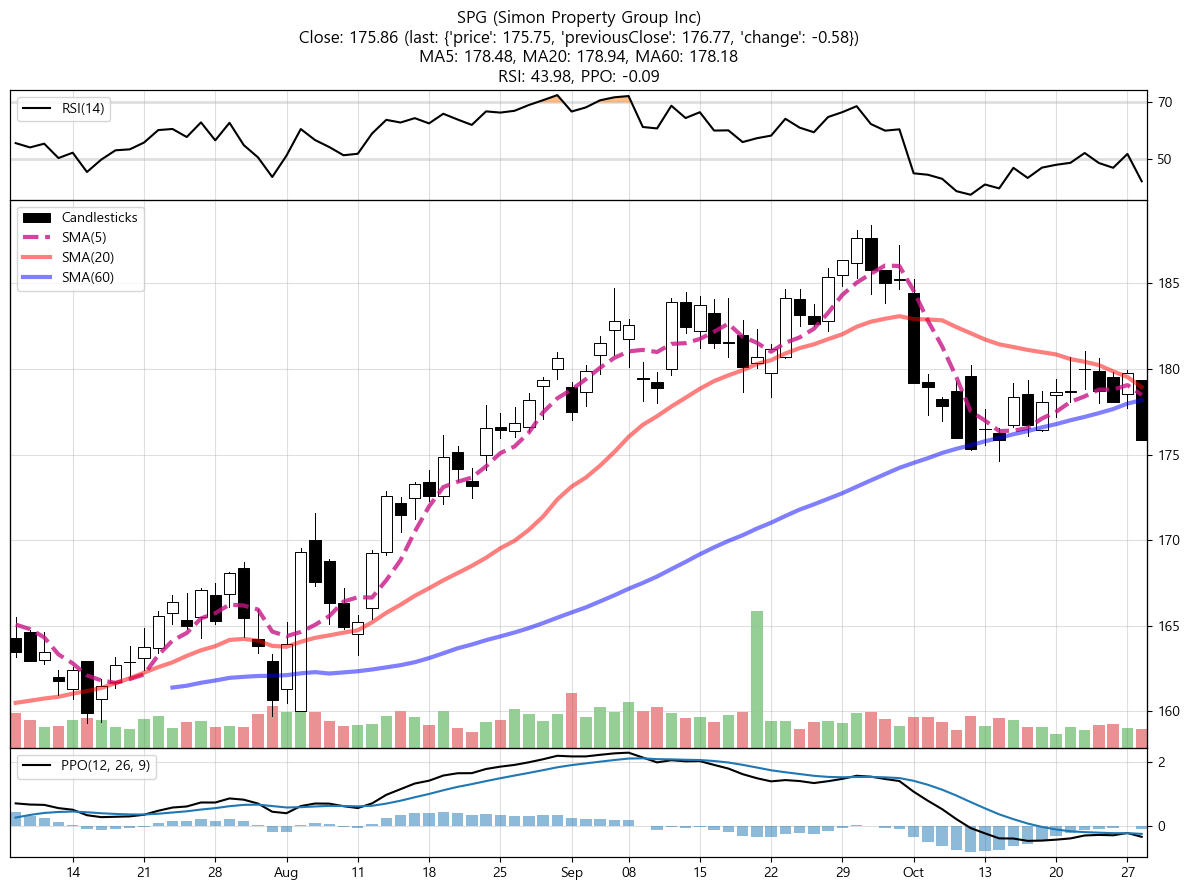 SPG (Simon Property Group Inc)
Close: 175.86 (last: {'price': 175.75, 'previousClose': 176.77, 'change': -0.58})
MA5: 178.48, MA20: 178.94, MA60: 178.18
RSI: 43.98, PPO: -0.09
RSI(14)
70
50
Candlesticks
SMA(5)
SMA(20)
SMA(60)
185
180
175
170
165
160
PPO(12, 26, 9)
2
0
14 21 28 Aug 11 18 25 Sep 08 15 22 29 Oct 13 20 27